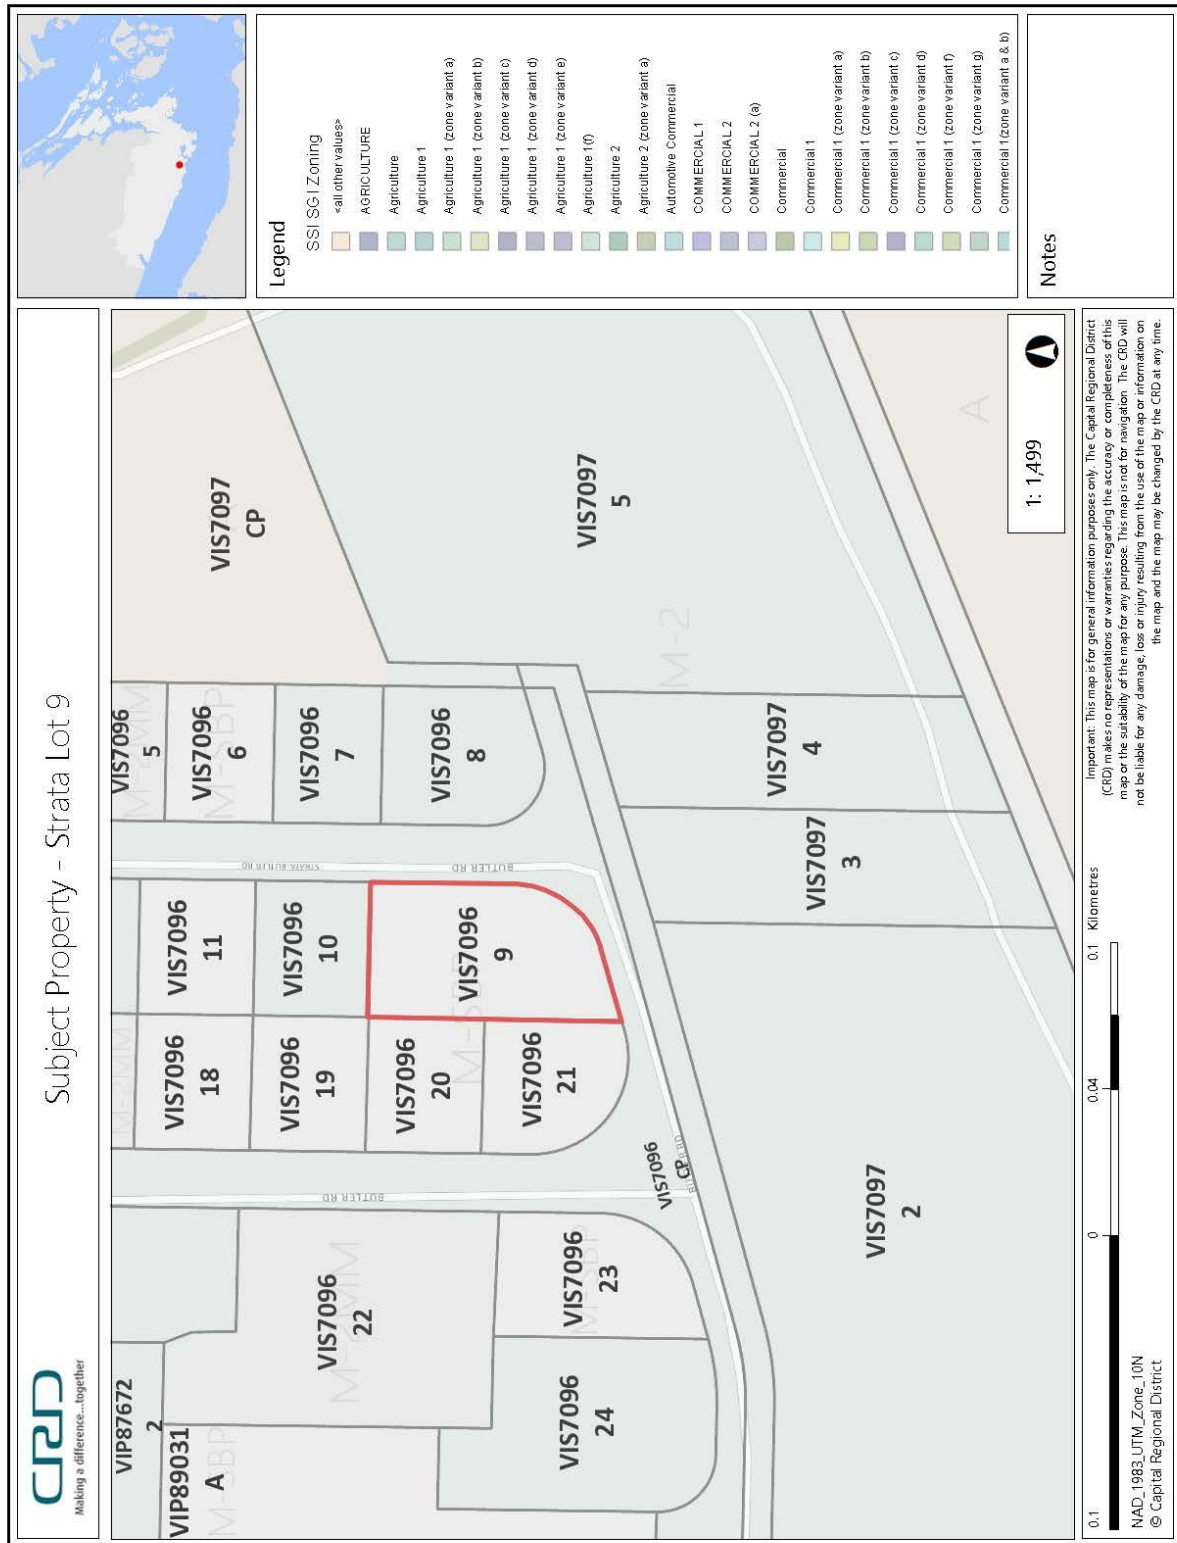 CRD
Making a difference...together
Subject Property - Strata Lot 9
VIP87672
2
VIP89031
A
M-SBP
VIS7096
22
M-2MM
VIS7096
24
VIS7096
23
M-SBP
BUTLER RD
VIS7096
CP
M-2MM
VIS7096
18
VIS7096
19
VIS7096
20
VIS7096
21
VIS7096
11
VIS7096
10
VIS7096
9
STRATA BUTLER RD
BUTLER RD
VIS7096
5
M-2MM
VIS7096
6
M-SBP
VIS7096
7
VIS7096
8
VIS7097
CP
VIS7097
2
VIS7097
3
VIS7097
4
VIS7097
5
M-2
A
1: 1,499
Legend
SSI SGI Zoning
<all other values>
AGRICULTURE
Agriculture
Agriculture 1
Agriculture 1 (zone variant a)
Agriculture 1 (zone variant b)
Agriculture 1 (zone variant c)
Agriculture 1 (zone variant d)
Agriculture 1 (zone variant e)
Agriculture 1(f)
Agriculture 2
Agriculture 2 (zone variant a)
Automotive Commercial
COMMERCIAL 1
COMMERCIAL 2
COMMERCIAL 2 (a)
Commercial
Commercial 1
Commercial 1 (zone variant a)
Commercial 1 (zone variant b)
Commercial 1 (zone variant c)
Commercial 1 (zone variant d)
Commercial 1 (zone variant f)
Commercial 1 (zone variant g)
Commercial 1(zone variant a & b)
Notes
0.1
0
0.04
0.1 Kilometres
NAD_1983_UTM_Zone_10N
© Capital Regional District
Important: This map is for general information purposes only. The Capital Regional District
(CRD) makes no representations or warranties regarding the accuracy or completeness of this
map or the suitability of the map for any purpose. This map is not for navigation. The CRD will
not be liable for any damage, loss or injury resulting from the use of the map or information on
the map and the map may be changed by the CRD at any time.